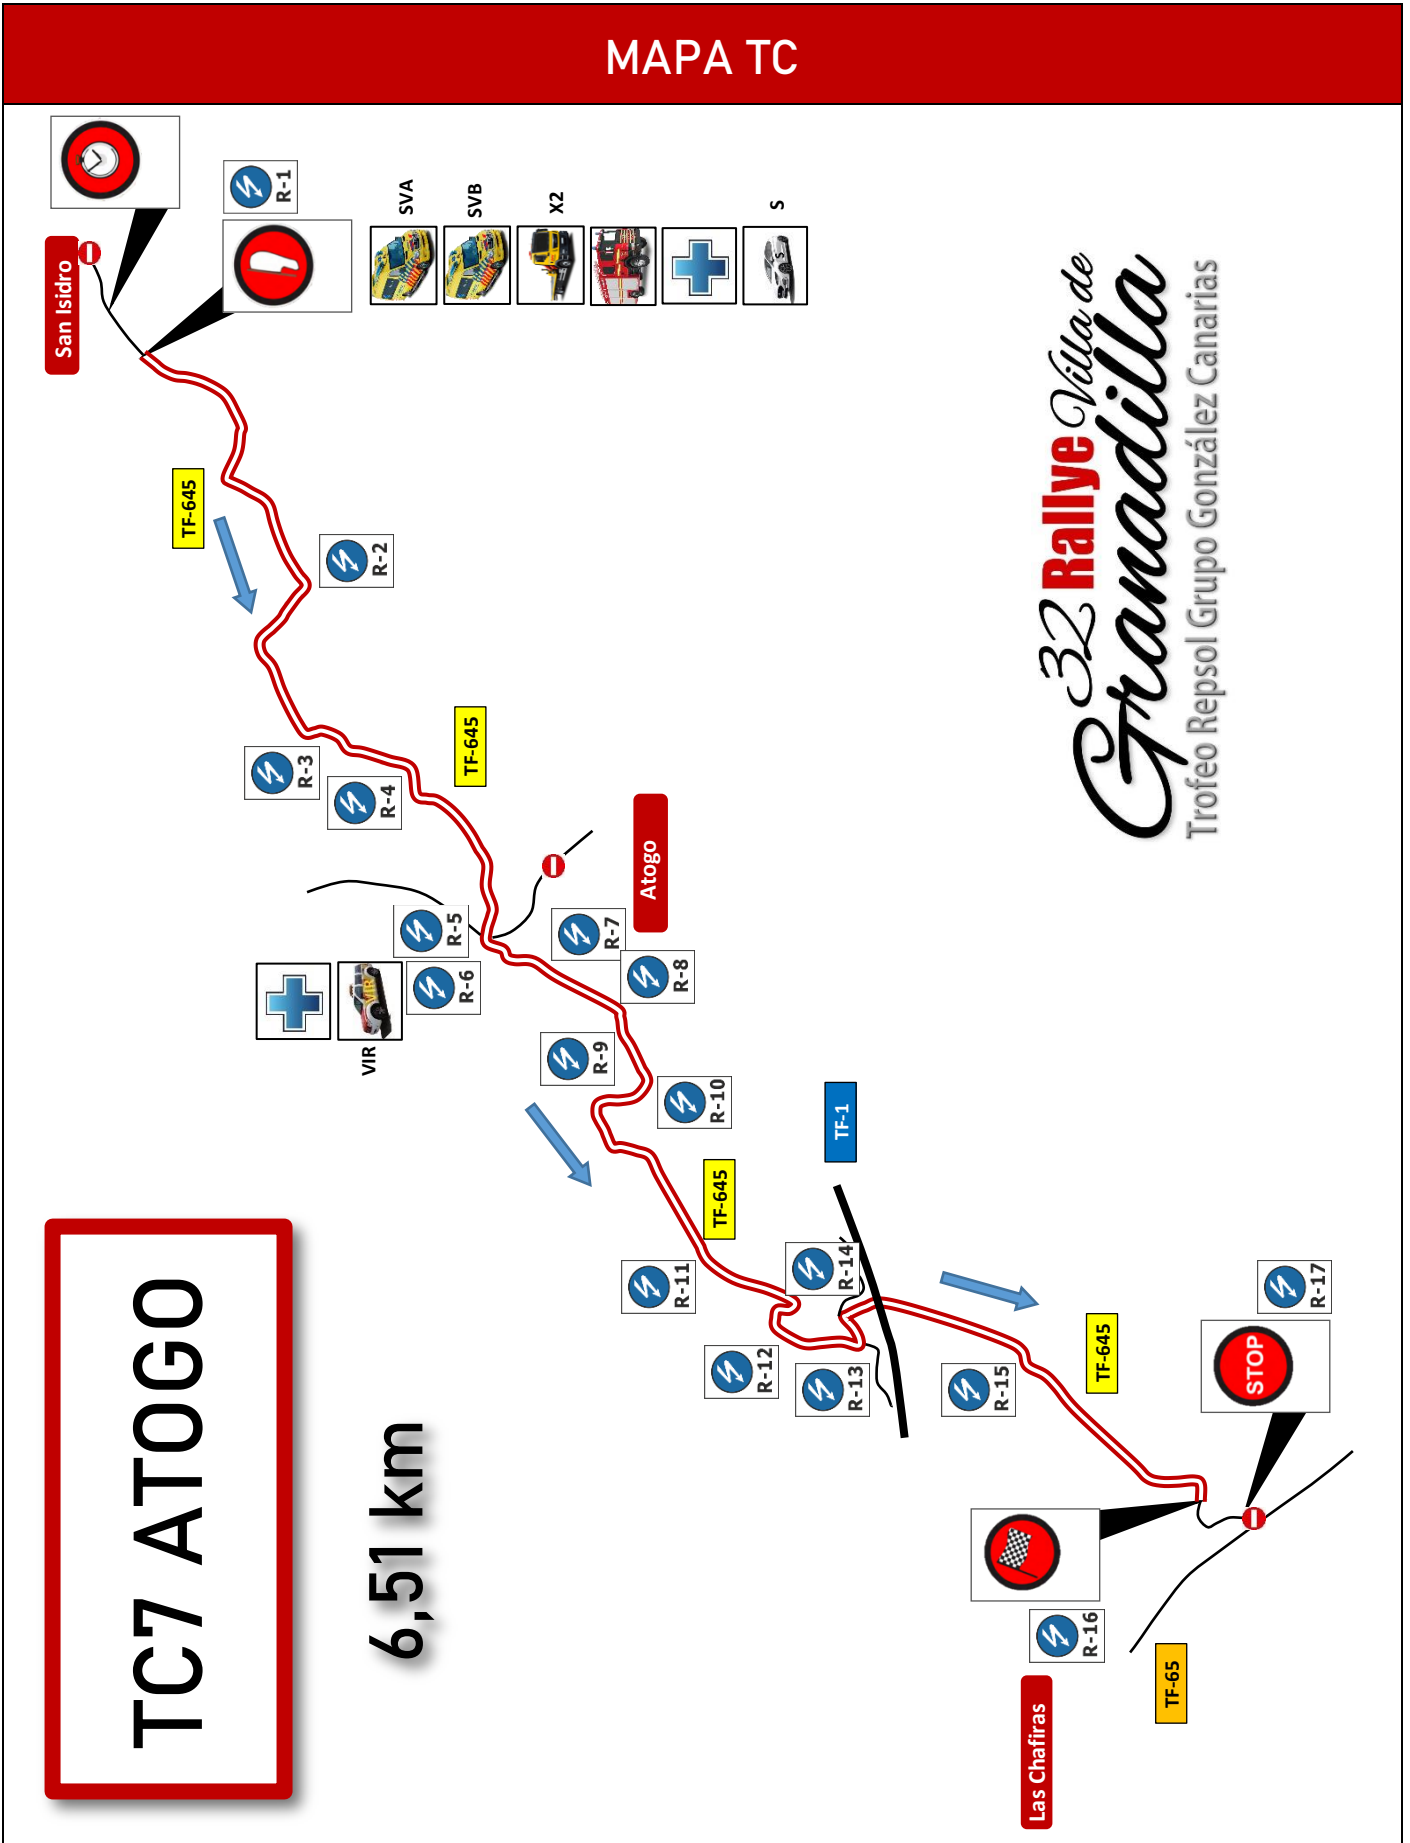 MAPA TC
San Isidro
R-1
SVA
SVB
X2
S
S
TF-645
R-2
R-3
R-4
TF-645
Atogo
R-5
R-6
R-7
R-8
VIR
VIR
R-9
R-10
TF-1
TF-645
R-11
R-12
R-13
R-14
R-15
TF-645
R-17
STOP
R-16
TF-65
Las Chafiras
TC7 ATOGO
6,51 km
32 Rallye Villa de
Granadilla
Trofeo Repsol Grupo González Canarias